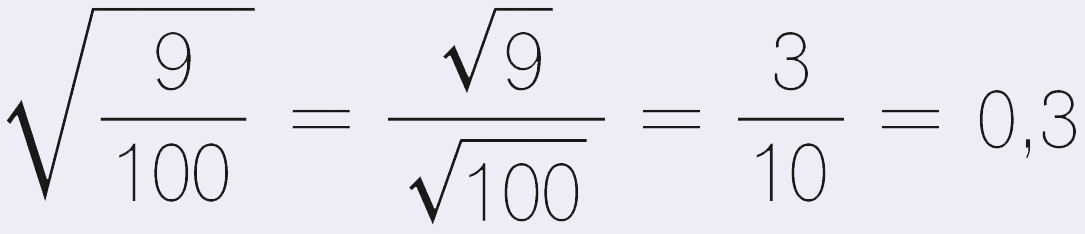 √(9/100) = √9/√100 = 3/10 = 0,3